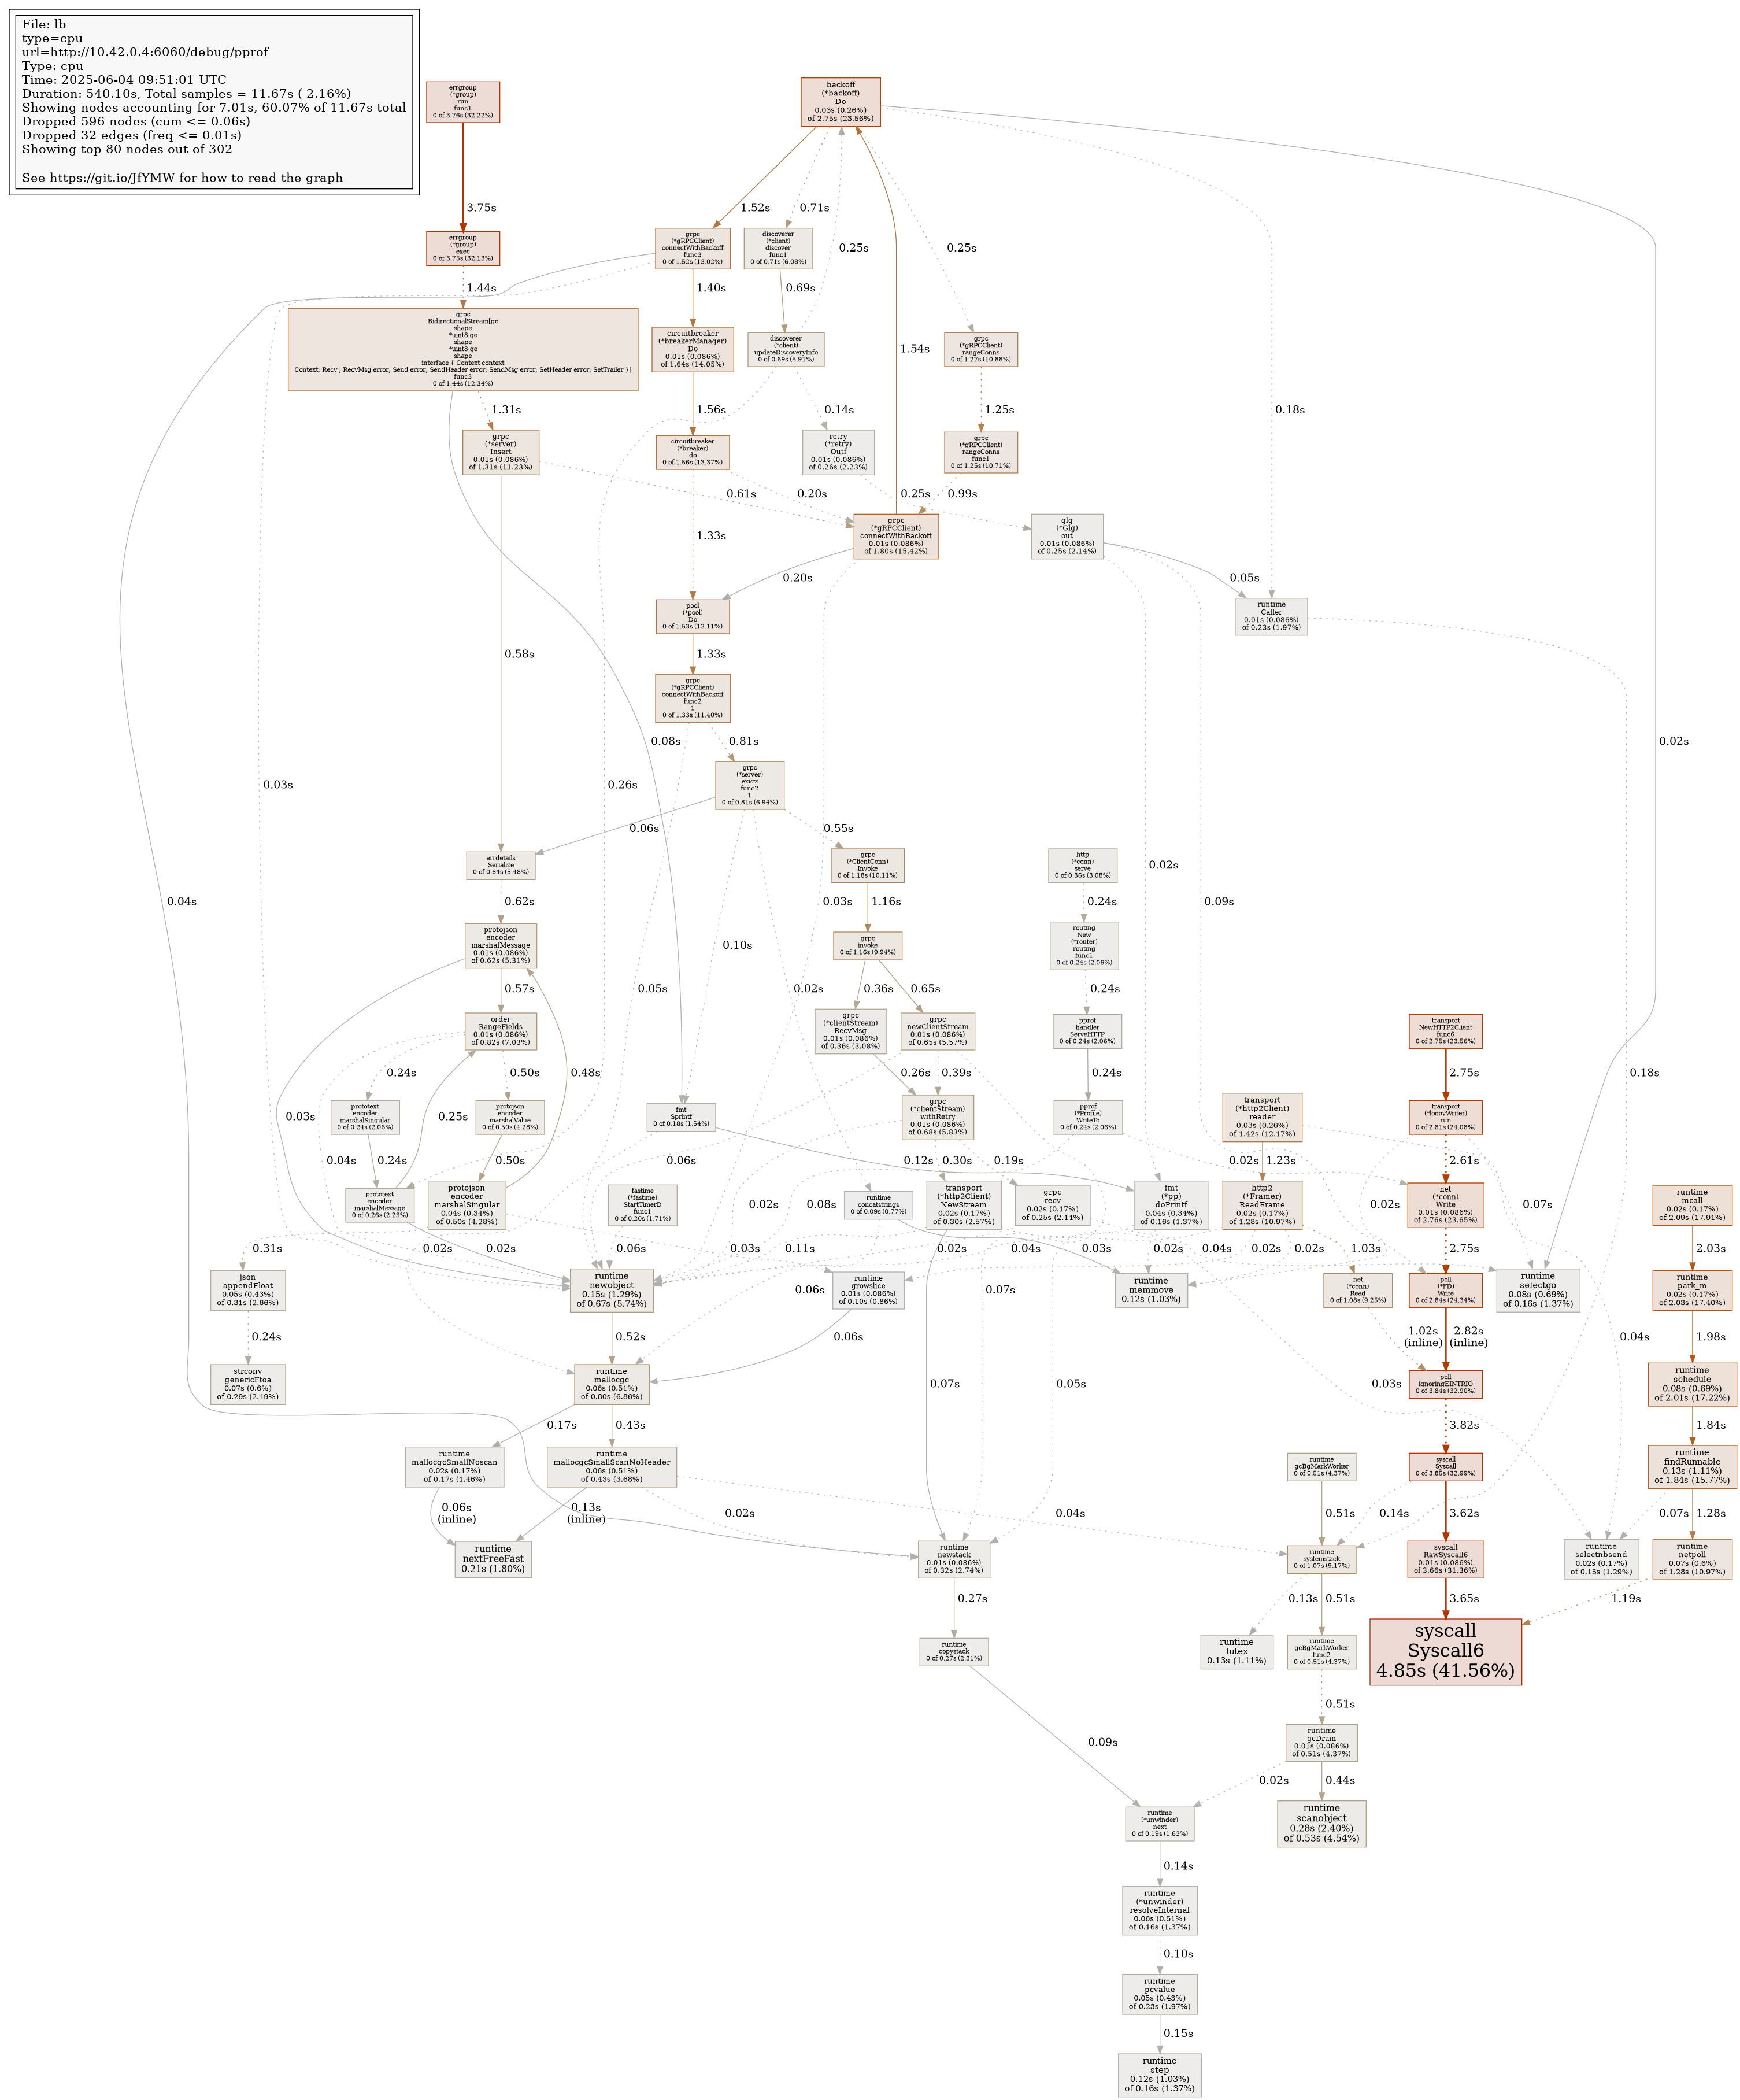 File: lb
type=cpu
url=http://10.42.0.4:6060/debug/pprof
Type: cpu
Time: 2025-06-04 09:51:01 UTC
Duration: 540.10s, Total samples = 11.67s ( 2.16%)
Showing nodes accounting for 7.01s, 60.07% of 11.67s total
Dropped 596 nodes (cum <= 0.06s)
Dropped 32 edges (freq <= 0.01s)
Showing top 80 nodes out of 302
See https://git.io/JfYMW for how to read the graph
errgroup
(*group)
run
func1
0 of 3.76s (32.22%)
backoff
(*backoff)
Do
0.03s (0.26%)
of 2.75s (23.56%)
3.75s
1.52s
0.71s
0.25s
0.25s
0.18s
0.02s
errgroup
(*group)
exec
0 of 3.75s (32.13%)
grpc
(*gRPCClient)
connectWithBackoff
func3
0 of 1.52s (13.02%)
discoverer
(*client)
discover
func1
0 of 0.71s (6.08%)
1.44s
1.40s
0.69s
1.54s
0.03s
0.04s
grpc
BidirectionalStream[go
shape
*uint8,go
shape
*uint8,go
shape
interface { Context context
Context; Recv ; RecvMsg error; Send error; SendHeader error; SendMsg error; SetHeader error; SetTrailer }]
func3
0 of 1.44s (12.34%)
circuitbreaker
(*breakerManager)
Do
0.01s (0.086%)
of 1.64s (14.05%)
discoverer
(*client)
updateDiscoveryInfo
0 of 0.69s (5.91%)
grpc
(*gRPCClient)
rangeConns
0 of 1.27s (10.88%)
1.31s
1.56s
0.14s
1.25s
0.26s
0.08s
grpc
(*server)
Insert
0.01s (0.086%)
of 1.31s (11.23%)
circuitbreaker
(*breaker)
do
0 of 1.56s (13.37%)
retry
(*retry)
Outf
0.01s (0.086%)
of 0.26s (2.23%)
grpc
(*gRPCClient)
rangeConns
func1
0 of 1.25s (10.71%)
0.61s
0.20s
0.25s
0.99s
1.33s
0.58s
grpc
(*gRPCClient)
connectWithBackoff
0.01s (0.086%)
of 1.80s (15.42%)
glg
(*Glg)
out
0.01s (0.086%)
of 0.25s (2.14%)
0.20s
0.03s
0.05s
0.02s
0.09s
pool
(*pool)
Do
0 of 1.53s (13.11%)
runtime
Caller
0.01s (0.086%)
of 0.23s (1.97%)
1.33s
0.18s
grpc
(*gRPCClient)
connectWithBackoff
func2
1
0 of 1.33s (11.40%)
0.81s
0.05s
grpc
(*server)
exists
func2
1
0 of 0.81s (6.94%)
0.06s
0.55s
0.10s
0.02s
errdetails
Serialize
0 of 0.64s (5.48%)
grpc
(*ClientConn)
Invoke
0 of 1.18s (10.11%)
http
(*conn)
serve
0 of 0.36s (3.08%)
0.62s
1.16s
0.24s
protojson
encoder
marshalMessage
0.01s (0.086%)
of 0.62s (5.31%)
grpc
invoke
0 of 1.16s (9.94%)
routing
New
(*router)
routing
func1
0 of 0.24s (2.06%)
0.57s
0.03s
0.36s
0.65s
0.24s
order
RangeFields
0.01s (0.086%)
of 0.82s (7.03%)
grpc
(*clientStream)
RecvMsg
0.01s (0.086%)
of 0.36s (3.08%)
grpc
newClientStream
0.01s (0.086%)
of 0.65s (5.57%)
pprof
handler
ServeHTTP
0 of 0.24s (2.06%)
transport
NewHTTP2Client
func6
0 of 2.75s (23.56%)
0.24s
0.50s
0.48s
0.25s
0.04s
0.26s
0.39s
0.06s
0.24s
2.75s
prototext
encoder
marshalSingular
0 of 0.24s (2.06%)
protojson
encoder
marshalValue
0 of 0.50s (4.28%)
fmt
Sprintf
0 of 0.18s (1.54%)
grpc
(*clientStream)
withRetry
0.01s (0.086%)
of 0.68s (5.83%)
pprof
(*Profile)
WriteTo
0 of 0.24s (2.06%)
transport
(*http2Client)
reader
0.03s (0.26%)
of 1.42s (12.17%)
transport
(*loopyWriter)
run
0 of 2.81s (24.08%)
0.24s
0.50s
0.12s
0.30s
0.19s
0.02s
0.08s
0.02s
1.23s
2.61s
0.02s
0.07s
prototext
encoder
marshalMessage
0 of 0.26s (2.23%)
protojson
encoder
marshalSingular
0.04s (0.34%)
of 0.50s (4.28%)
fastime
(*fastime)
StartTimerD
func1
0 of 0.20s (1.71%)
runtime
concatstrings
0 of 0.09s (0.77%)
transport
(*http2Client)
NewStream
0.02s (0.17%)
of 0.30s (2.57%)
grpc
recv
0.02s (0.17%)
of 0.25s (2.14%)
fmt
(*pp)
doPrintf
0.04s (0.34%)
of 0.16s (1.37%)
http2
(*Framer)
ReadFrame
0.02s (0.17%)
of 1.28s (10.97%)
net
(*conn)
Write
0.01s (0.086%)
of 2.76s (23.65%)
runtime
mcall
0.02s (0.17%)
of 2.09s (17.91%)
0.31s
0.02s
0.02s
0.06s
0.03s
0.11s
0.06s
0.02s
0.04s
0.03s
0.02s
0.04s
0.02s
0.02s
1.03s
2.75s
2.03s
0.07s
0.07s
0.05s
0.03s
0.04s
json
appendFloat
0.05s (0.43%)
of 0.31s (2.66%)
runtime
newobject
0.15s (1.29%)
of 0.67s (5.74%)
runtime
growslice
0.01s (0.086%)
of 0.10s (0.86%)
runtime
memmove
0.12s (1.03%)
net
(*conn)
0 of 1.08s (9.25%)
poll
(*FD)
Write
0 of 2.84s (24.34%)
runtime
selectgo
0.08s (0.69%)
of 0.16s (1.37%)
runtime
park_m
0.02s (0.17%)
of 2.03s (17.40%)
0.24s
0.52s
0.06s
1.02s
(inline)
2.82s
(inline)
1.98s
strconv
genericFtoa
0.07s (0.6%)
of 0.29s (2.49%)
runtime
mallocgc
0.06s (0.51%)
of 0.80s (6.86%)
poll
ignoringEINTRIO
0 of 3.84s (32.90%)
runtime
schedule
0.08s (0.69%)
of 2.01s (17.22%)
0.17s
0.43s
3.82s
1.84s
runtime
mallocgcSmallNoscan
0.02s (0.17%)
of 0.17s (1.46%)
runtime
mallocgcSmallScanNoHeader
0.06s (0.51%)
of 0.43s (3.68%)
runtime
gcBgMarkWorker
0 of 0.51s (4.37%)
syscall
Syscall
0 of 3.85s (32.99%)
runtime
findRunnable
0.13s (1.11%)
of 1.84s (15.77%)
0.06s
(inline)
0.13s
(inline)
0.02s
0.04s
0.51s
0.14s
3.62s
0.07s
1.28s
runtime
nextFreeFast
0.21s (1.80%)
runtime
newstack
0.01s (0.086%)
of 0.32s (2.74%)
runtime
systemstack
0 of 1.07s (9.17%)
syscall
RawSyscall6
0.01s (0.086%)
of 3.66s (31.36%)
runtime
selectnbsend
0.02s (0.17%)
of 0.15s (1.29%)
runtime
netpoll
0.07s (0.6%)
of 1.28s (10.97%)
0.27s
0.13s
0.51s
3.65s
1.19s
runtime
copystack
0 of 0.27s (2.31%)
runtime
futex
0.13s (1.11%)
runtime
gcBgMarkWorker
func2
0 of 0.51s (4.37%)
syscall
Syscall6
4.85s (41.56%)
0.51s
0.09s
runtime
gcDrain
0.01s (0.086%)
of 0.51s (4.37%)
0.02s
0.44s
runtime
(*unwinder)
next
0 of 0.19s (1.63%)
runtime
scanobject
0.28s (2.40%)
of 0.53s (4.54%)
0.14s
runtime
(*unwinder)
resolveInternal
0.06s (0.51%)
of 0.16s (1.37%)
0.10s
runtime
pcvalue
0.05s (0.43%)
of 0.23s (1.97%)
0.15s
runtime
step
0.12s (1.03%)
of 0.16s (1.37%)